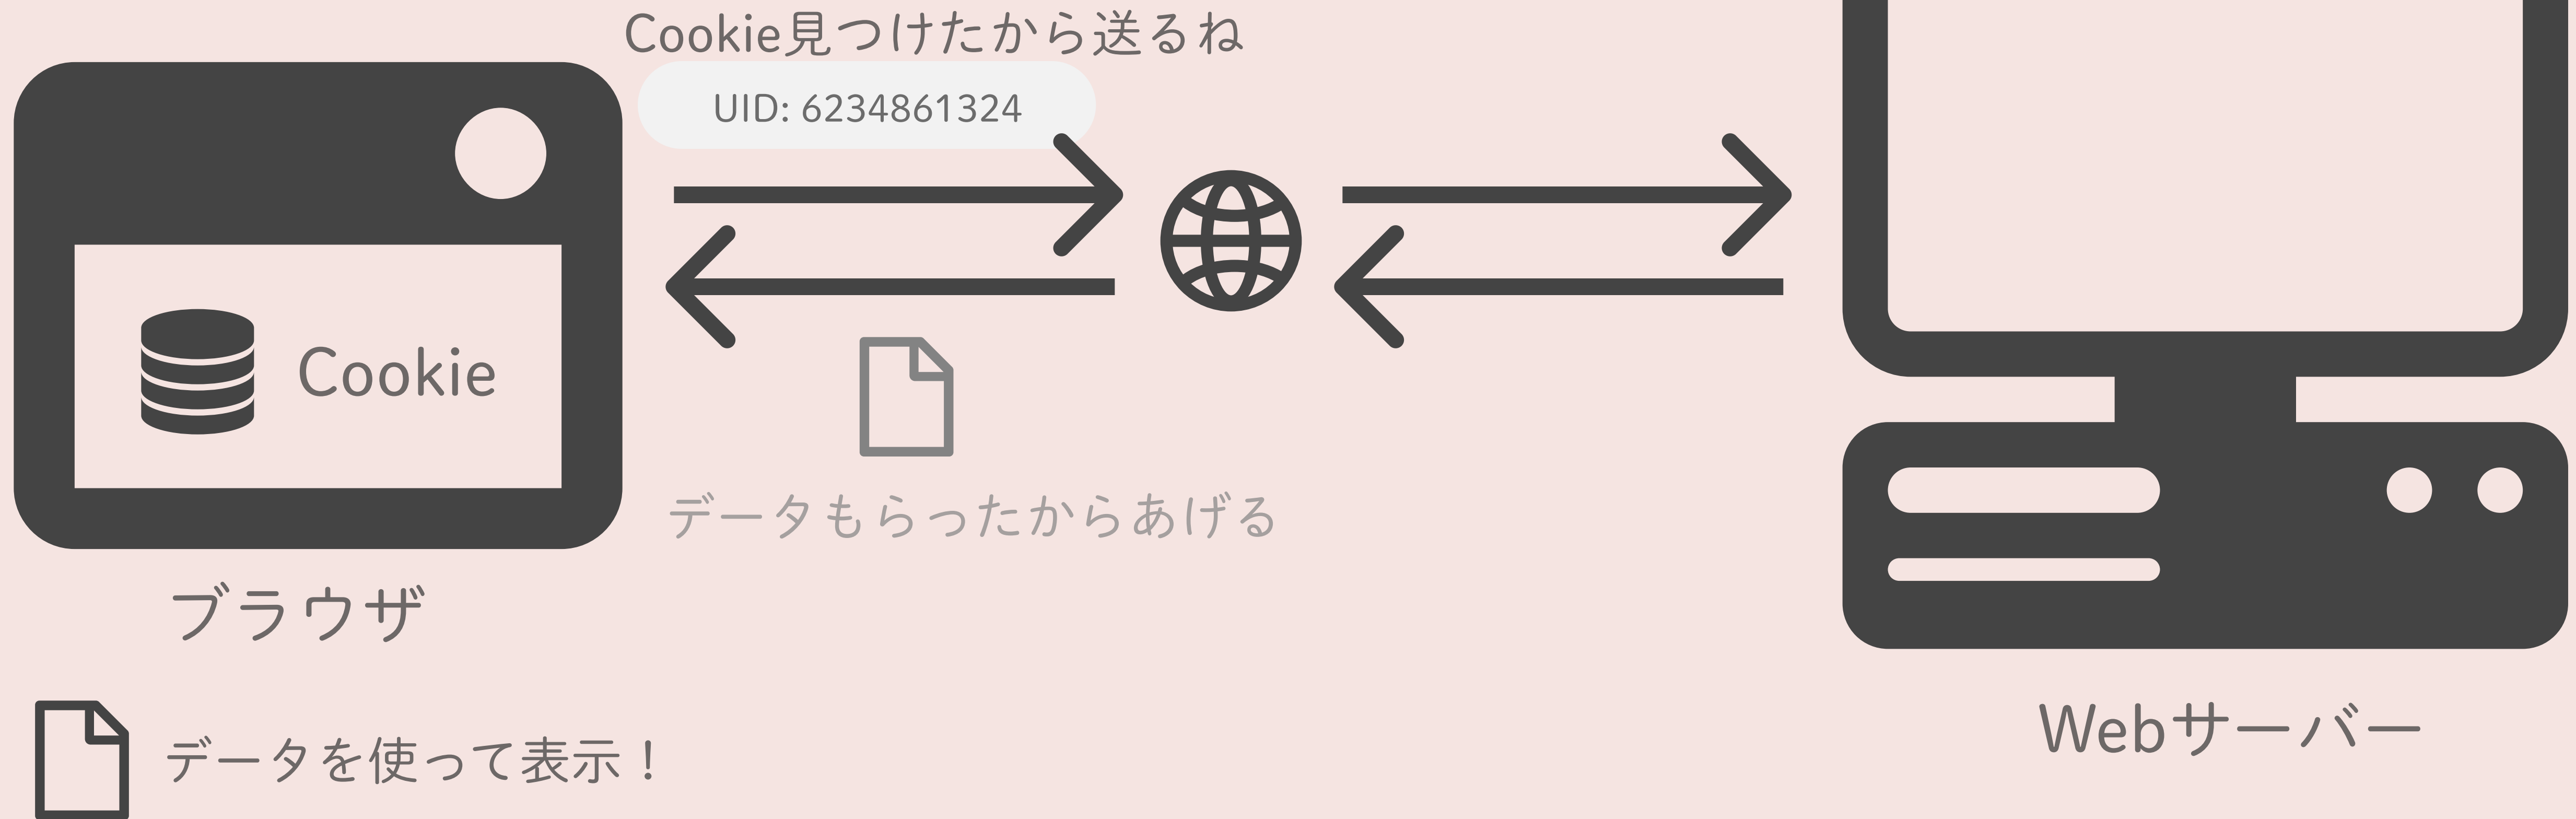 Cookie見つけたから送るね
UID: 6234861324
Cookie
データもらったからあげる
ブラウザ
Webサーバー
データを使って表示！